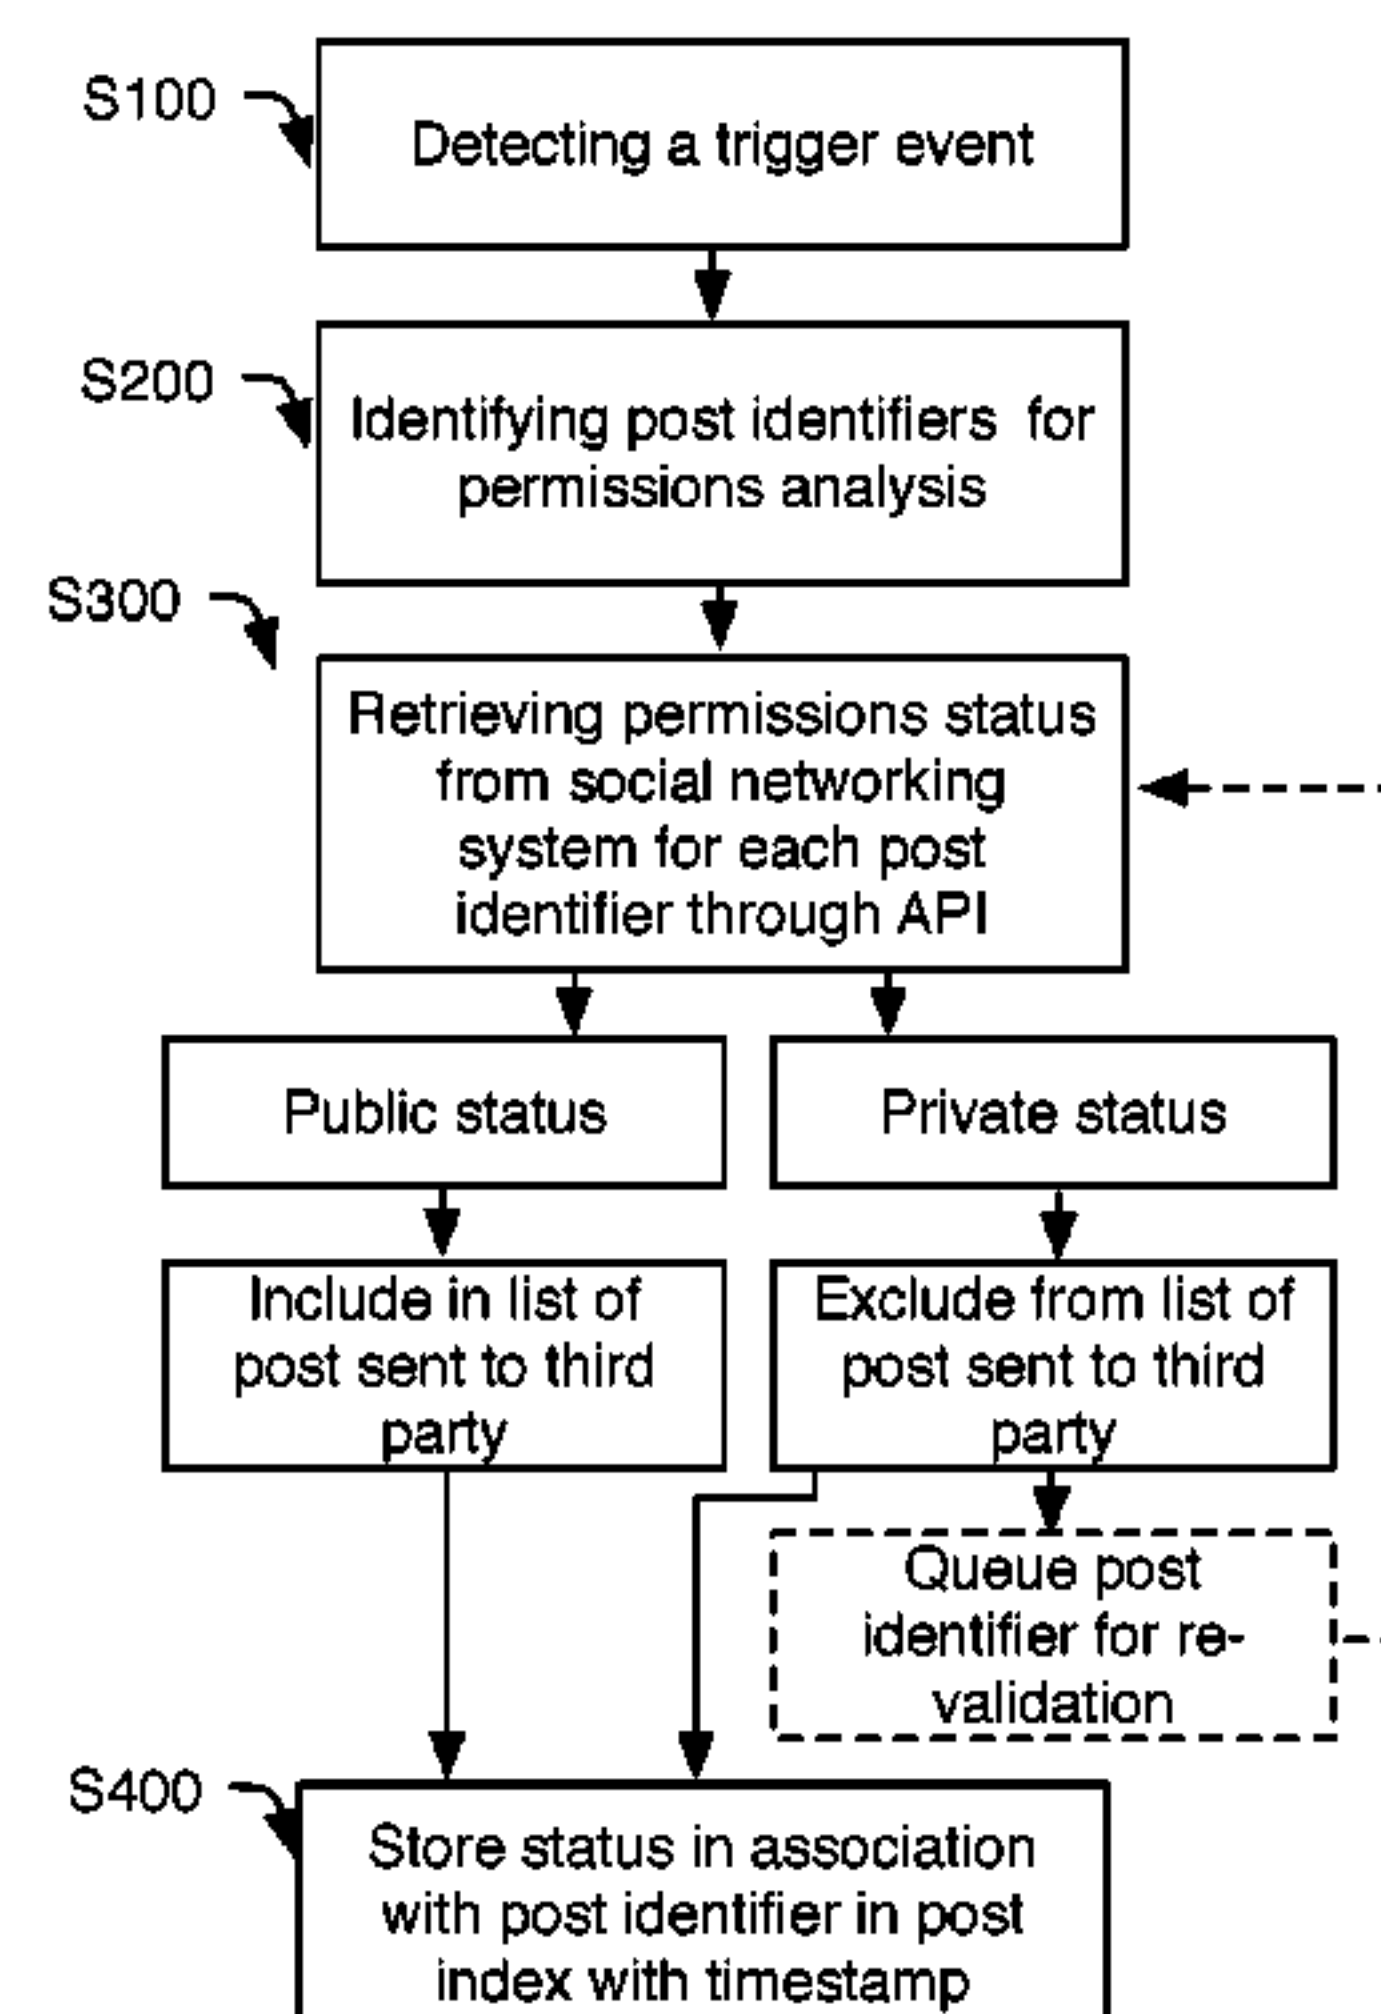 S100
Detecting a trigger event
S200
Identifying post identifiers for
permissions analysis
S300
Retrieving permissions status
from social networking
system for each post
identifier through API
Public status
Private status
Include in list of
post sent to third
party
Exclude from list of
post sent to third
party
Queue post
identifier for re-
validation
S400
Store status in association
with post identifier in post
index with timestamp